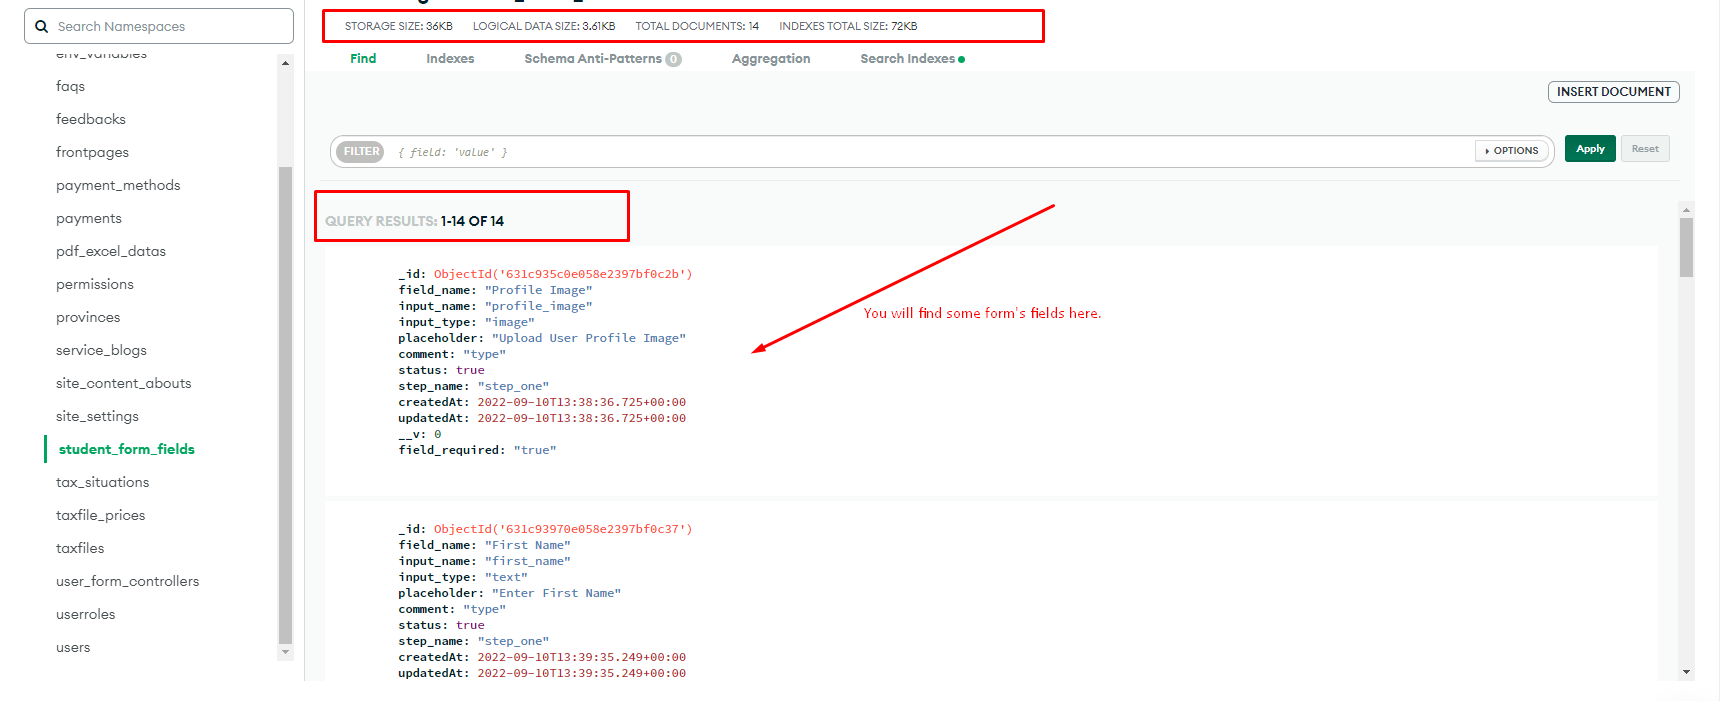 Search Namespaces
env_variables
faqs
feedbacks
frontpages
payment_methods
payments
pdf_excel_datas
permissions
provinces
service_blogs
site_content_abouts
site_settings
student_form_fields
tax_situations
taxfile_prices
taxfiles
user_form_controllers
userroles
users
STORAGE SIZE: 36KB LOGICAL DATA SIZE: 3.61KB TOTAL DOCUMENTS: 14 INDEXES TOTAL SIZE: 72KB
Find Indexes Schema Anti-Patterns 0 Aggregation Search Indexes
INSERT DOCUMENT
FILTER { field: 'value' } OPTIONS Apply Reset
QUERY RESULTS: 1-14 OF 14
_id: ObjectId('631c935c0e058e2397bf0c2b')
field_name: "Profile Image"
input_name: "profile_image"
input_type: "image"
placeholder: "Upload User Profile Image"
comment: "type"
status: true
step_name: "step_one"
createdAt: 2022-09-10T13:38:36.725+00:00
updatedAt: 2022-09-10T13:38:36.725+00:00
__v: 0
field_required: "true"
You will find some form's fields here.
_id: ObjectId('631c93970e058e2397bf0c37')
field_name: "First Name"
input_name: "first_name"
input_type: "text"
placeholder: "Enter First Name"
comment: "type"
status: true
step_name: "step_one"
createdAt: 2022-09-10T13:39:35.249+00:00
updatedAt: 2022-09-10T13:39:35.249+00:00